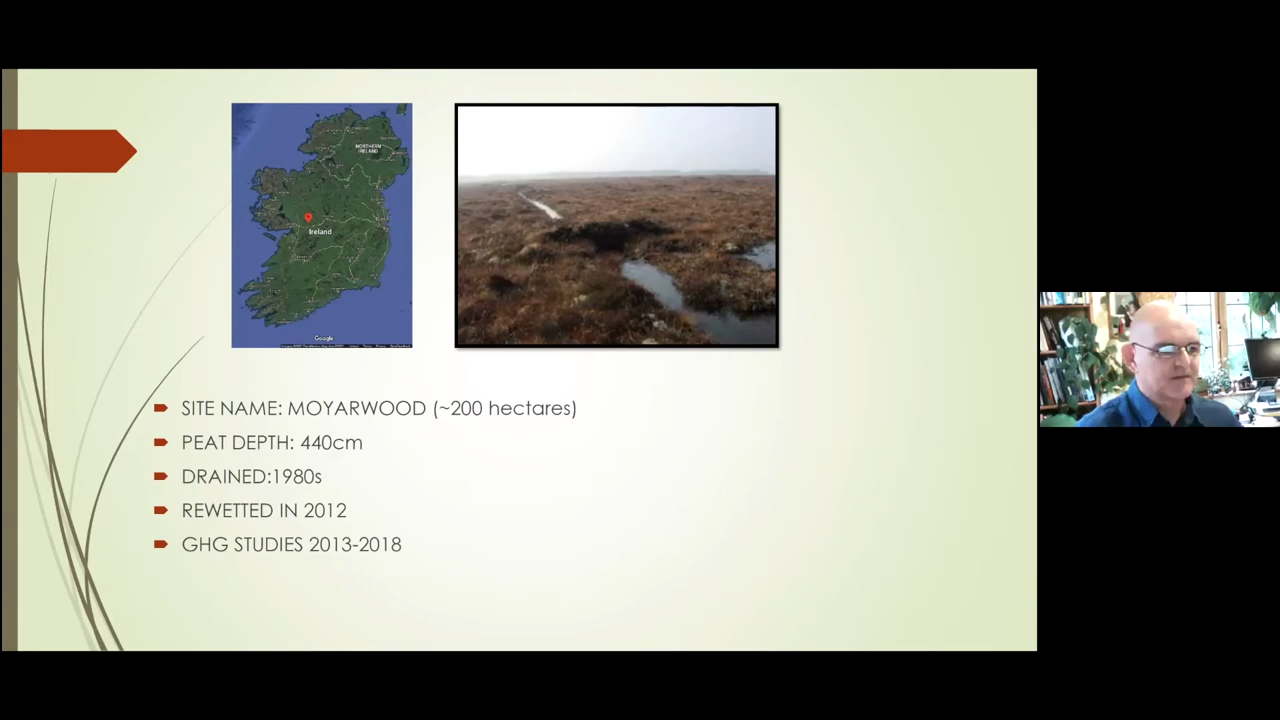 NORTHERN
IRELAND
Ireland
Google
SITE NAME: MOYARWOOD (~200 hectares)
PEAT DEPTH: 440cm
DRAINED:1980s
REWETTED IN 2012
GHG STUDIES 2013-2018